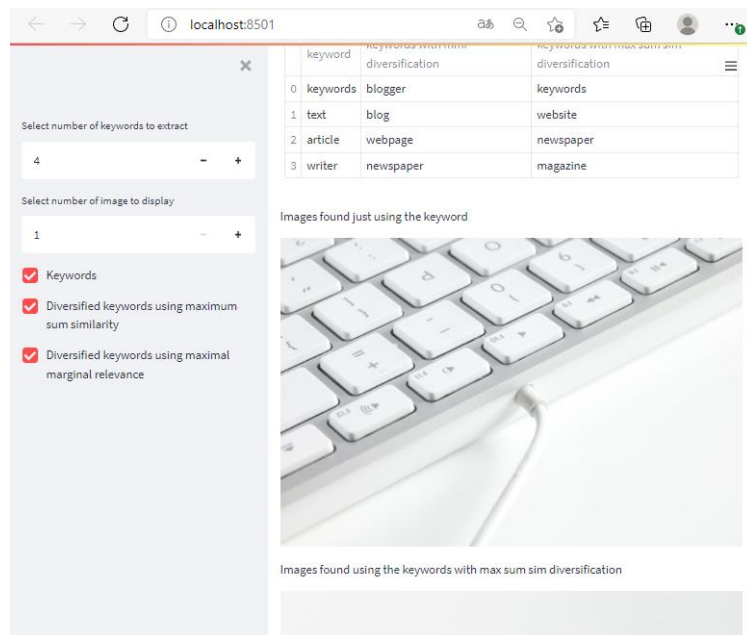 localhost:8501
keyword
diversification
diversification
0 keywords blogger keywords
1 text blog website
2 article webpage newspaper
3 writer newspaper magazine
Select number of keywords to extract
4 - +
Select number of image to display
1 - +
Keywords
Diversified keywords using maximum
sum similarity
Diversified keywords using maximal
marginal relevance
Images found just using the keyword
Images found using the keywords with max sum sim diversification